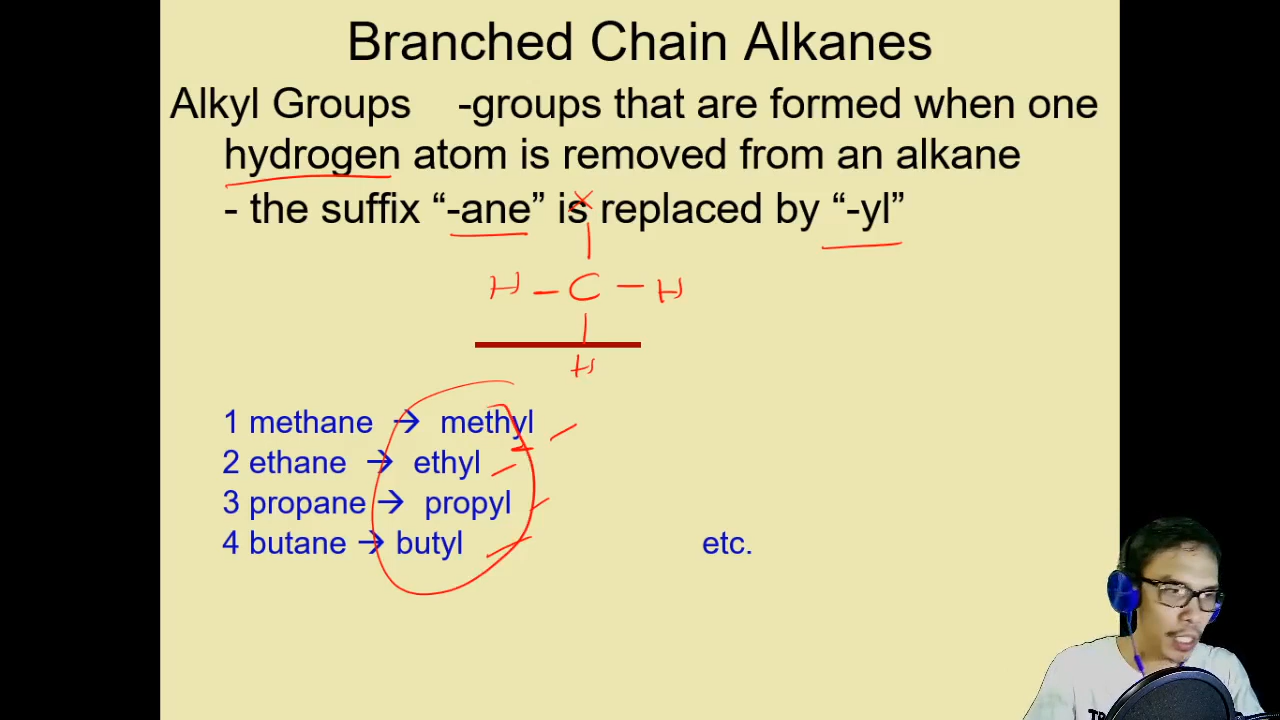 Branched Chain Alkanes
Alkyl Groups -groups that are formed when one
hydrogen atom is removed from an alkane
- the suffix “-ane” is replaced by “-yl”
X
H - C - H
H
1 methane → methyl
2 ethane → ethyl
3 propane → propyl
4 butane → butyl
etc.